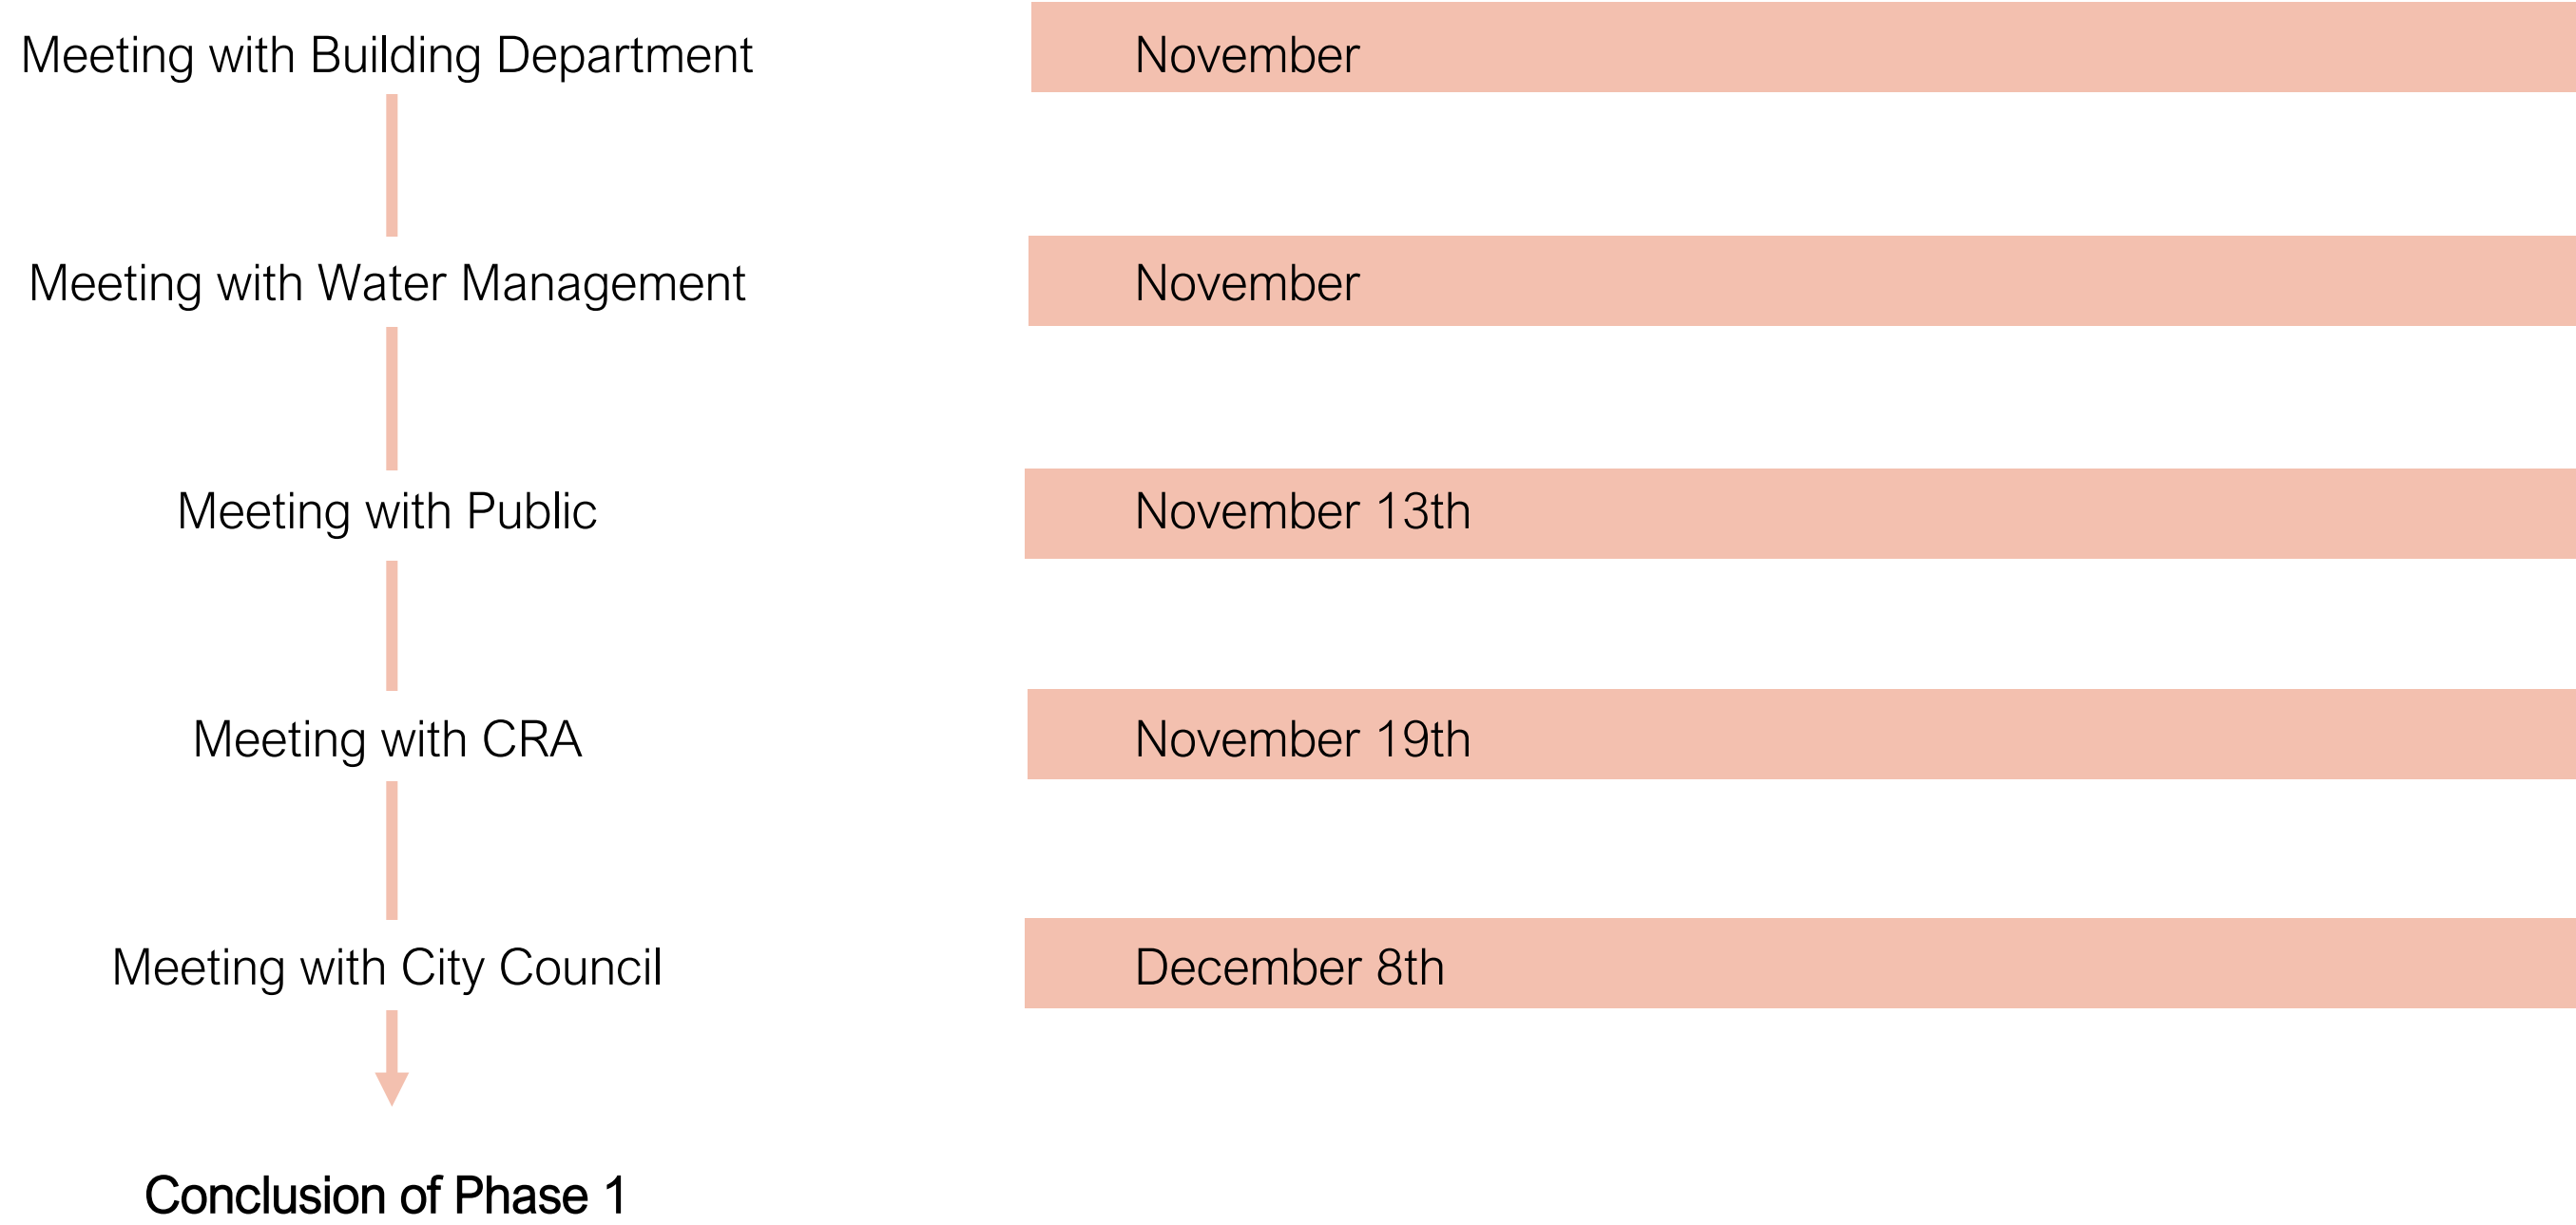 Meeting with Building Department
November
Meeting with Water Management
November
Meeting with Public
November 13th
Meeting with CRA
November 19th
Meeting with City Council
December 8th
Conclusion of Phase 1